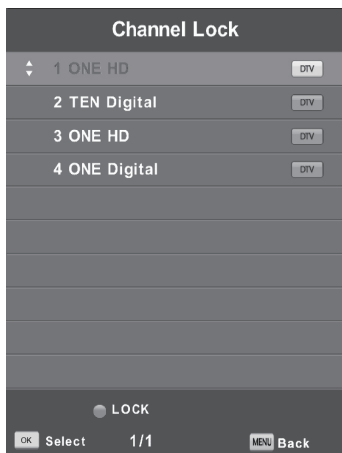 Channel Lock
1 ONE HD DTV
2 TEN Digital DTV
3 ONE HD DTV
4 ONE Digital DTV
LOCK
OK Select 1/1 MENU Back